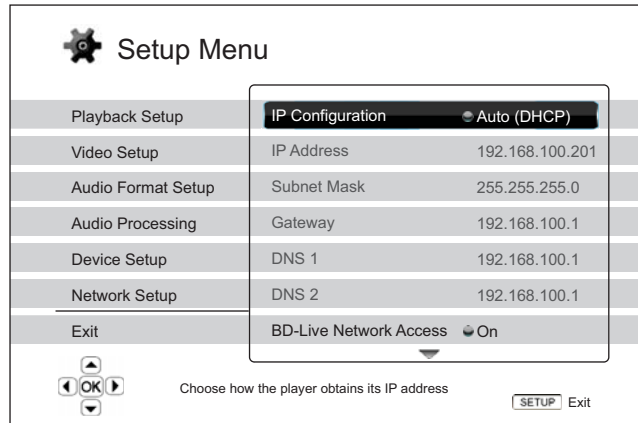 Setup Menu
Playback Setup
Video Setup
Audio Format Setup
Audio Processing
Device Setup
Network Setup
Exit
IP Configuration Auto (DHCP)
IP Address 192.168.100.201
Subnet Mask 255.255.255.0
Gateway 192.168.100.1
DNS 1 192.168.100.1
DNS 2 192.168.100.1
BD-Live Network Access On
OK
Choose how the player obtains its IP address
SETUP Exit